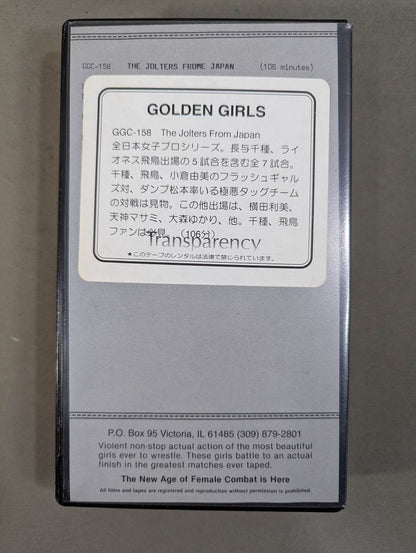 GGC-158 THE JOLTERS FROME JAPAN (106 minutes)
GOLDEN GIRLS
GGC-158 The Jolters From Japan
全日本女子プロシリーズ。長与千種、ライ
オネス飛鳥出場の5試合を含む全7試合。
千種、飛鳥、小倉由美のフラッシュギャル
ズ対、ダンプ松本率いる極悪タッグチーム
の対戦は見物。この他出場は、横田利美、
天神マサミ、大森ゆかり、他。千種、飛鳥
ファンは必見。(106分)
Transparency
★このテープのレンタルは法律で禁じられています。
P.O. Box 95 Victoria, IL 61485 (309) 879-2801
Violent non-stop actual action of the most beautiful
girls ever to wrestle. These girls battle to an actual
finish in the greatest matches ever taped.
The New Age of Female Combat is Here
All films and tapes are registered and reproduction without permission is prohibited.